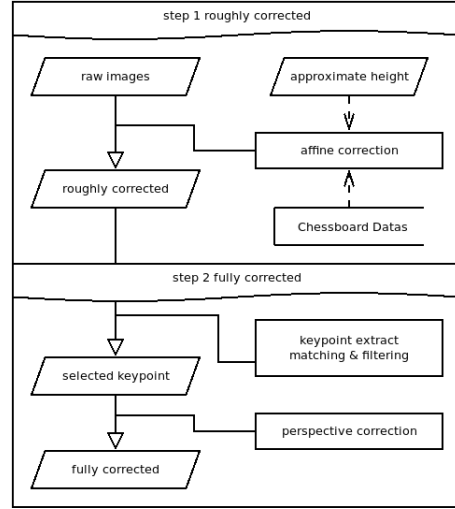 step 1 roughly corrected
raw images
approximate height
affine correction
roughly corrected
Chessboard Datas
step 2 fully corrected
keypoint extract
matching & filtering
selected keypoint
perspective correction
fully corrected